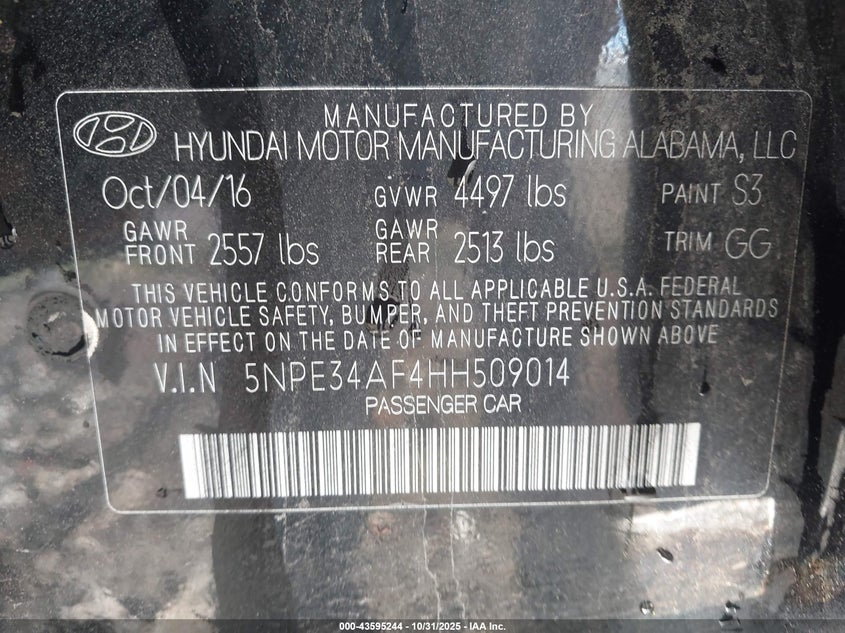 MANUFACTURED BY
HYUNDAI MOTOR MANUFACTURING ALABAMA, LLC
Oct/04/16 GVWR 4497 lbs PAINT S3
GAWR FRONT 2557 lbs GAWR REAR 2513 lbs TRIM GG
THIS VEHICLE CONFORMS TO ALL APPLICABLE U.S.A. FEDERAL
MOTOR VEHICLE SAFETY, BUMPER, AND THEFT PREVENTION STANDARDS
IN EFFECT ON THE DATE OF MANUFACTURE SHOWN ABOVE
V.I.N 5NPE34AF4HH509014
PASSENGER CAR
000-43595244 - 10/31/2025 - IAA Inc.